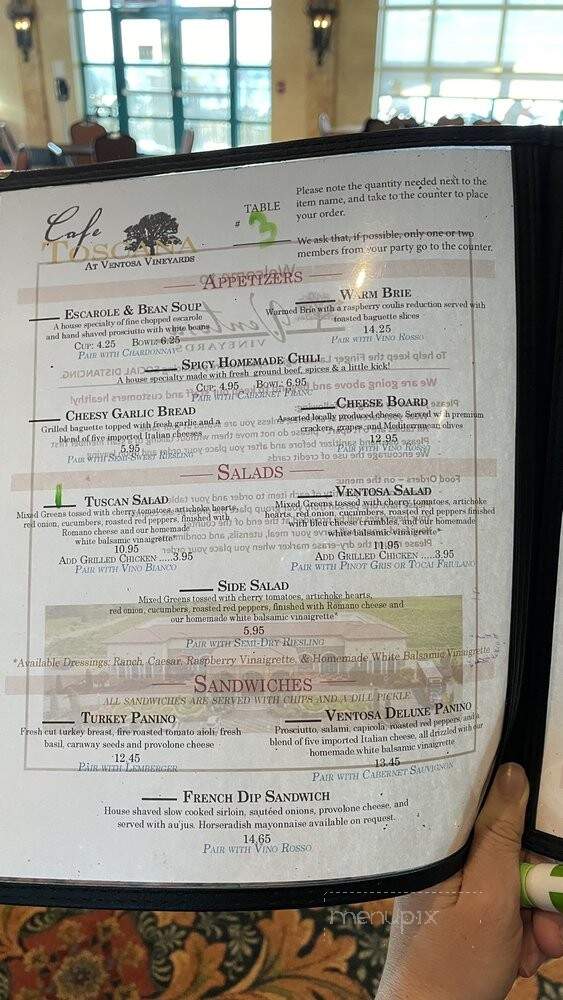 Cafe
TOSCANA
AT VENTOSA VINEYARDS
TABLE
# 3
Please note the quantity needed next to the
item name, and take to the counter to place
your order.
We ask that, if possible, only one or two
members from your party go to the counter.
APPETIZERS
ESCAROLE & BEAN SOUP
A house specialty of fine chopped escarole
and hand shaved prosciutto with white beans
CUP: 4.25 BOWL: 6.25
PAIR WITH CHARDONNAY
WARM BRIE
Warmed Brie with a raspberry coulis reduction served with
toasted baguette slices
14.25
PAIR WITH VINO ROSSO
SPICY HOMEMADE CHILI
A house specialty made with fresh ground beef, spices & a little kick!
CUP: 4.95 BOWL: 6.95
PAIR WITH CABERNET FRANC
CHEESY GARLIC BREAD
Grilled baguette topped with fresh garlic and a
blend of five imported Italian cheeses
5.95
PAIR WITH SEMI-SWEET RIESLING
CHEESE BOARD
Assorted locally produced cheese. Served with premium
crackers, grapes, and Mediterranean olives
12.95
PAIR WITH VINO ROSSO
SALADS
TUSCAN SALAD
Mixed Greens tossed with cherry tomatoes, artichoke hearts,
red onion, cucumbers, roasted red peppers, finished with
Romano cheese and our homemade
white balsamic vinaigrette*
10.95
ADD GRILLED CHICKEN .....3.95
PAIR WITH VINO BIANCO
VENTOSA SALAD
Mixed Greens tossed with cherry tomatoes, artichoke
hearts, red onion, cucumbers, roasted red peppers finished
with bleu cheese crumbles, and our homemade
white balsamic vinaigrette*
11.95
ADD GRILLED CHICKEN .....3.95
PAIR WITH PINOT GRIS OR TOCAI FRIULANO
SIDE SALAD
Mixed Greens tossed with cherry tomatoes, artichoke hearts,
red onion, cucumbers, roasted red peppers, finished with Romano cheese and
our homemade white balsamic vinaigrette*
5.95
PAIR WITH SEMI-DRY RIESLING
*Available Dressings: Ranch, Caesar, Raspberry Vinaigrette, & Homemade White Balsamic Vinaigrette
SANDWICHES
ALL SANDWICHES ARE SERVED WITH CHIPS AND A DILL PICKLE
TURKEY PANINO
Fresh cut turkey breast, fire roasted tomato aioli, fresh
basil, caraway seeds and provolone cheese
12.45
PAIR WITH LEMBERGER
VENTOSA DELUXE PANINO
Prosciutto, salami, capicola, roasted red peppers, and a
blend of five imported Italian cheese, all drizzled with our
homemade white balsamic vinaigrette
13.45
PAIR WITH CABERNET SAUVIGNON
FRENCH DIP SANDWICH
House shaved slow cooked sirloin, sautéed onions, provolone cheese, and
served with au jus. Horseradish mayonnaise available on request.
14.65
PAIR WITH VINO ROSSO
menupix